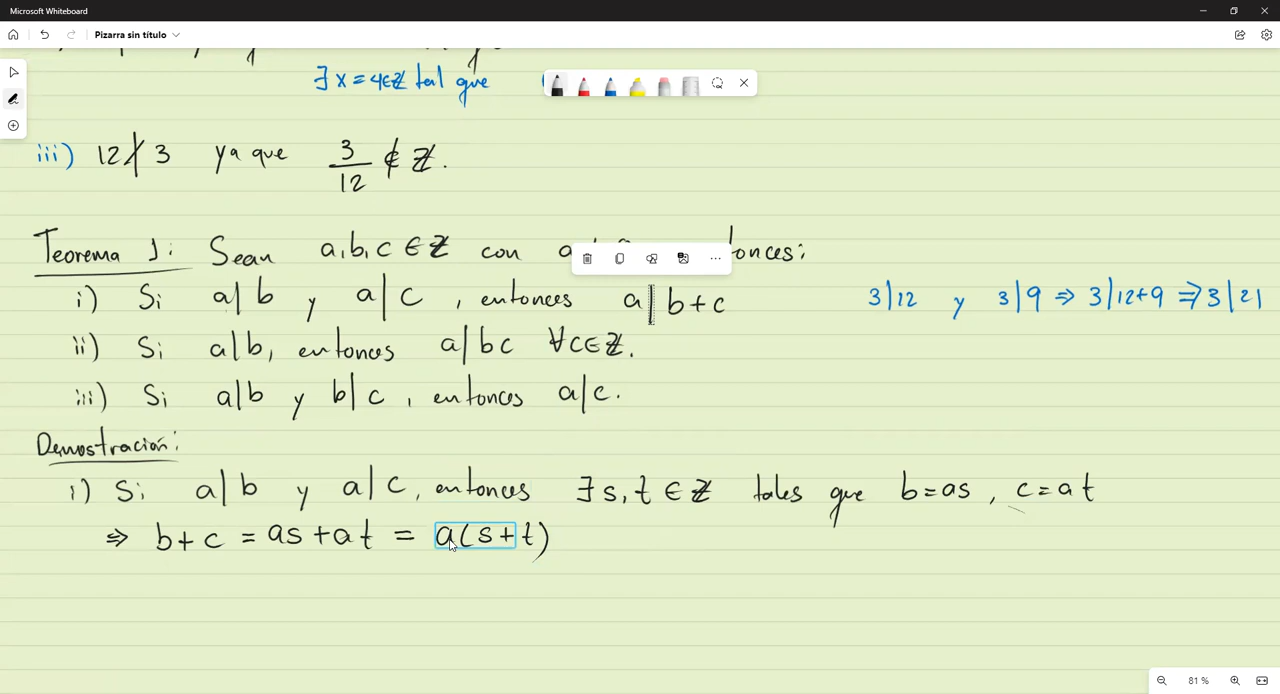 Microsoft Whiteboard
Pizarra sin título
∃ x = 4 ∈ ℤ tal que
iii) 12 ∤ 3 ya que 3/12 ∉ ℤ.
Teorema 1: Sean a, b, c ∈ ℤ con a
i) Si a|b y a|c, entonces a | b+c 3|12 y 3|9 ⇒ 3|12+9 ⇒ 3|21
ii) Si a|b, entonces a|bc ∀c∈ℤ.
iii) Si a|b y b|c, entonces a|c.
Demostración:
i) Si a|b y a|c, entonces ∃ s, t ∈ ℤ tales que b=as, c=at
⇒ b+c = as+at = a(s+t)
81 %